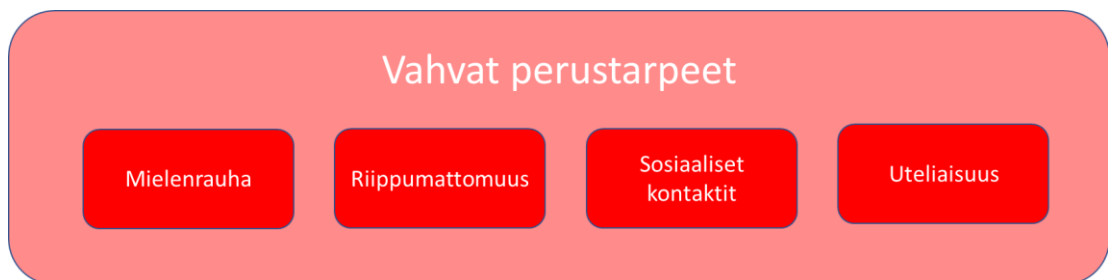 Vahvat perustarpeet
Mielenrauha
Riippumattomuus
Sosiaaliset
kontaktit
Uteliaisuus